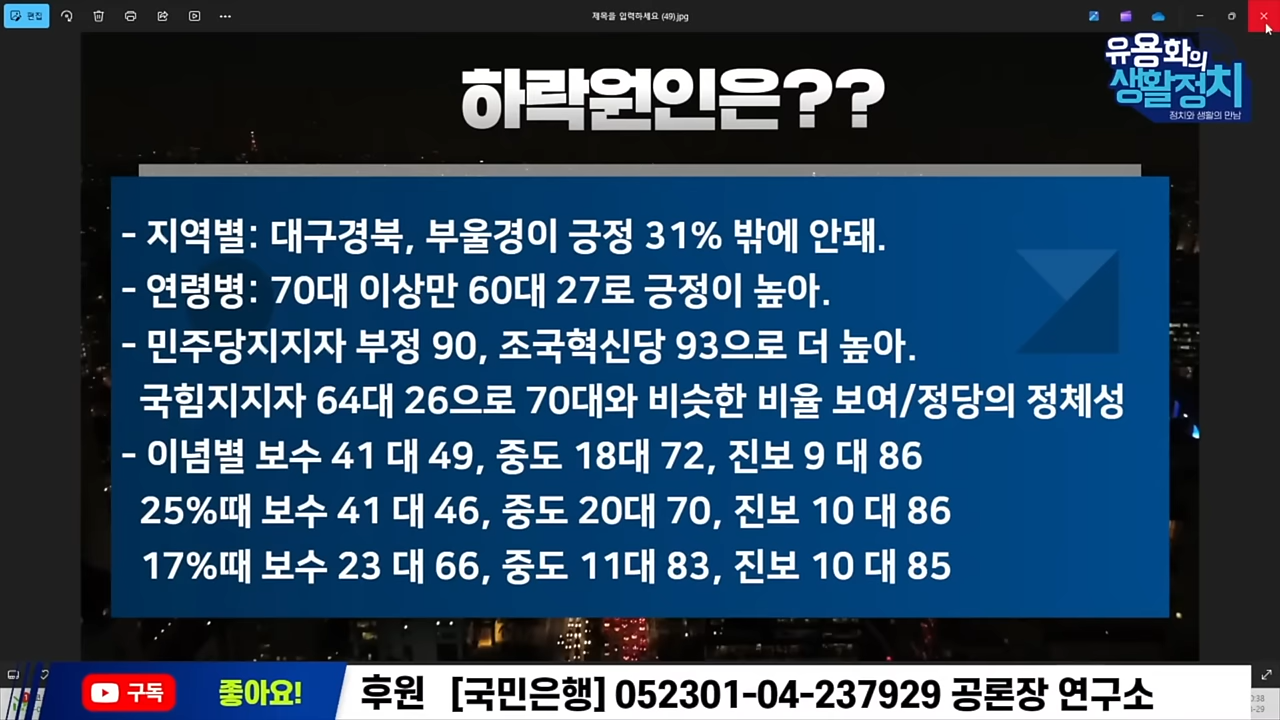 편집
제목을 입력하세요 (49).jpg
유용화의
생활정치
정치와 생활의 만남
하락원인은??
- 지역별: 대구경북, 부울경이 긍정 31% 밖에 안돼.
- 연령병: 70대 이상만 60대 27로 긍정이 높아.
- 민주당지지자 부정 90, 조국혁신당 93으로 더 높아.
국힘지지자 64대 26으로 70대와 비슷한 비율 보여/정당의 정체성
- 이념별 보수 41 대 49, 중도 18대 72, 진보 9 대 86
25%때 보수 41 대 46, 중도 20대 70, 진보 10 대 86
17%때 보수 23 대 66, 중도 11대 83, 진보 10 대 85
구독 좋아요! 후원 [국민은행] 052301-04-237929 공론장 연구소